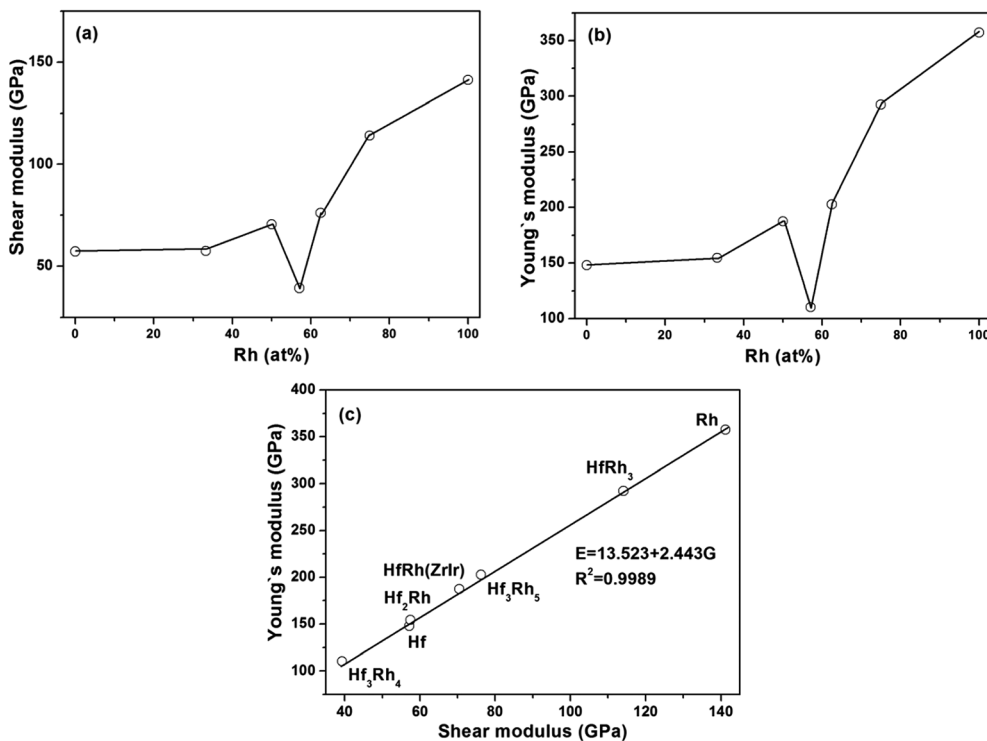 (a)
Shear modulus (GPa)
150
100
50
0 20 40 60 80 100
Rh (at%)
(b)
Young`s modulus (GPa)
350
300
250
200
150
100
0 20 40 60 80 100
Rh (at%)
(c)
Young`s modulus (GPa)
400
350
300
250
200
150
100
Rh
HfRh₃
E=13.523+2.443G
R²=0.9989
HfRh(ZrIr)
Hf₃Rh₅
Hf₂Rh
Hf
Hf₃Rh₄
40 60 80 100 120 140
Shear modulus (GPa)